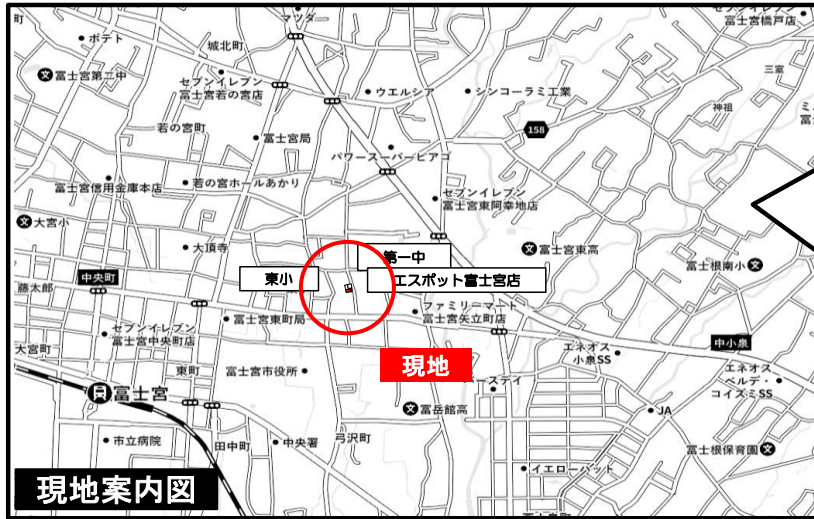 マツダ
セブンイレブン
富士宮橋戸店
町
ポテト
城北町
三室
富士宮第二中
セブンイレブン
富士宮若の宮店
ウエルシア
シンコーラミ工業
神祖
若の宮町
富士宮局
158
パワースーパーピアゴ
富士宮信用金庫本店
若の宮ホールあかり
セブンイレブン
富士宮東阿幸地店
大宮小
大頂寺
第一中
富士宮東高
富士根南小
中央町
東小
エスポット富士宮店
藤太郎
富士宮東町局
ファミリーマート
富士宮矢立町店
セブンイレブン
富士宮中央町店
中小泉
大宮町
エネオス
小泉SS
東町
富士宮市役所
現地
エネオス
ベルデ・
コイズミSS
富士宮
富岳館高
JA
市立病院
田中町
中央署
弓沢町
富士根保育園
イエローハット
現地案内図